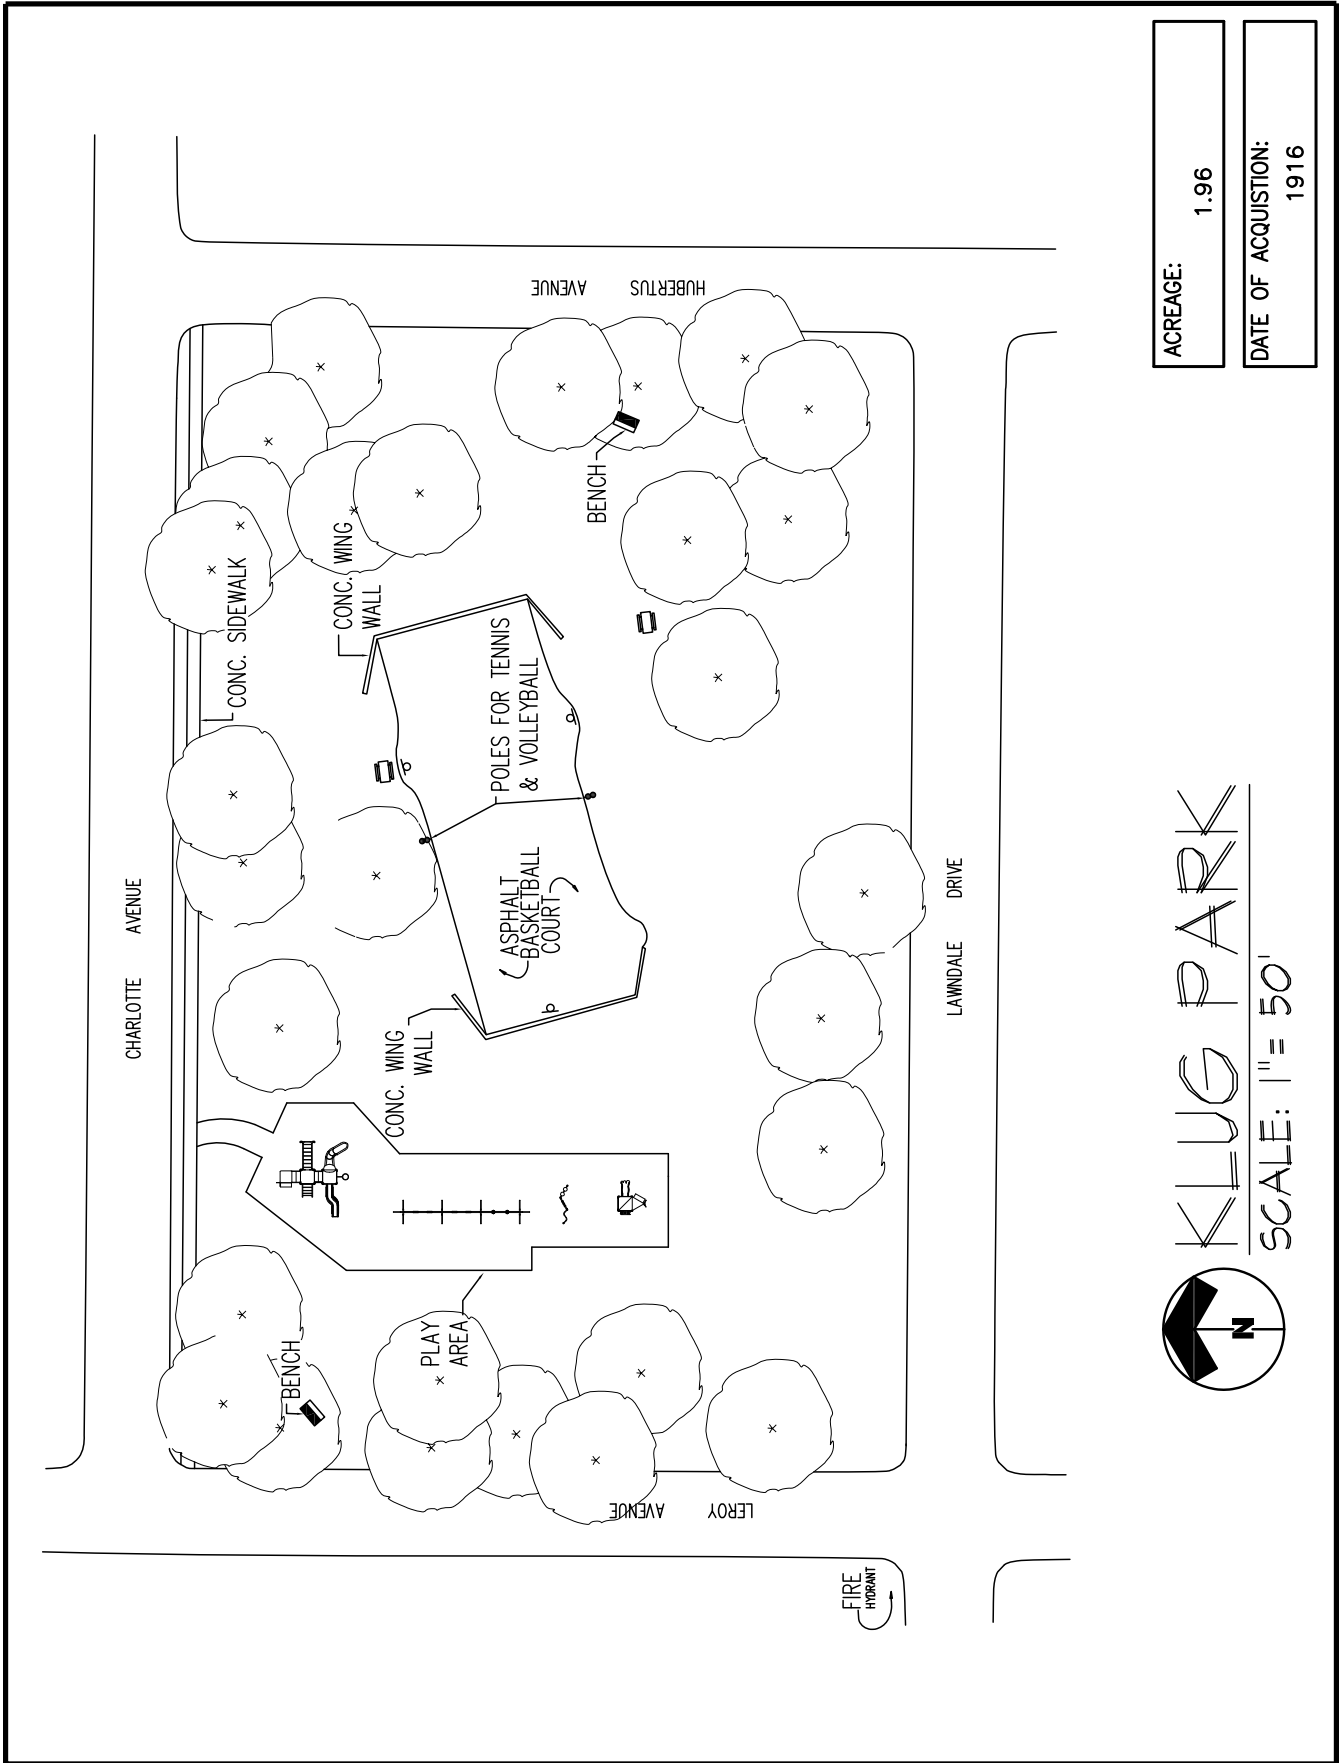 CHARLOTTE AVENUE
CONC. SIDEWALK
CONC. WING
WALL
BENCH
HUBERTUS
AVENUE
POLES FOR TENNIS
& VOLLEYBALL
ASPHALT
BASKETBALL
COURT
CONC. WING
WALL
PLAY
AREA
BENCH
LEROY
AVENUE
LAWNDALE DRIVE
FIRE
HYDRANT
N
KLUG PARK
SCALE: 1"= 50'
ACREAGE:
1.96
DATE OF ACQUISTION:
1916